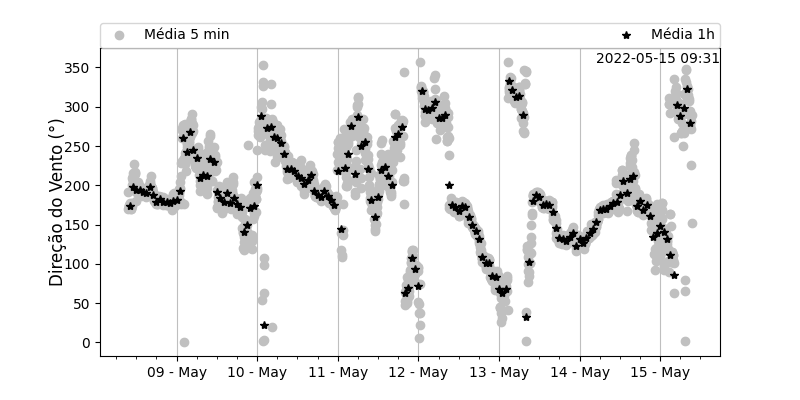 Média 5 min
Média 1h
2022-05-15 09:31
Direção do Vento (°)
350
300
250
200
150
100
50
0
09 - May
10 - May
11 - May
12 - May
13 - May
14 - May
15 - May